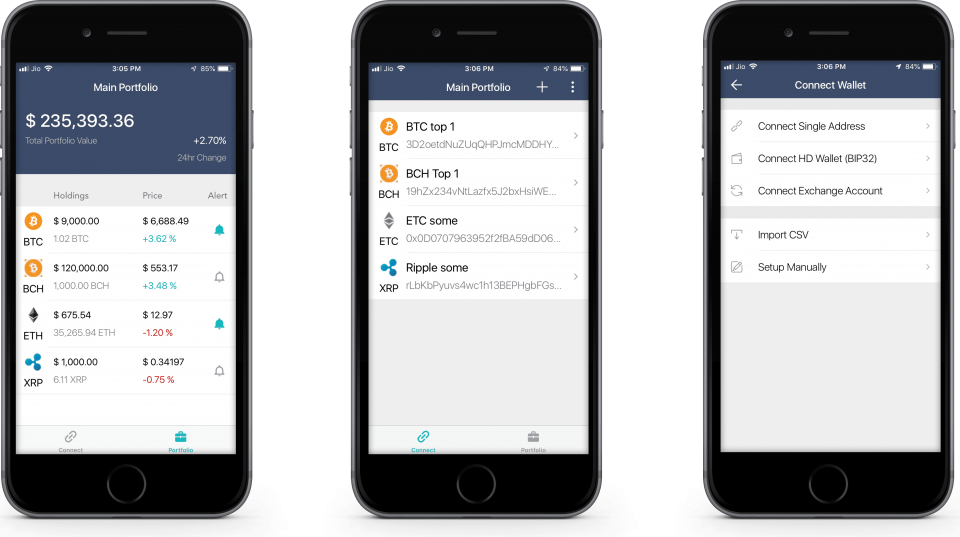 Jio 3:05 PM 85%
Main Portfolio
$ 235,393.36
Total Portfolio Value +2.70%
24hr Change
Holdings Price Alert
$ 9,000.00 $ 6,688.49
BTC 1.02 BTC +3.62 %
$ 120,000.00 $ 553.17
BCH 1,000.00 BCH +3.48 %
$ 675.54 $ 12.97
ETH 35,265.94 ETH -1.20 %
$ 1,000.00 $ 0.34197
XRP 6.11 XRP -0.75 %
Connect Portfolio
Jio 3:06 PM 84%
Main Portfolio
BTC top 1
BTC 3D2oetdNuZUqQHPJmcMDDHY...
BCH Top 1
BCH 19hZx234vNtLazfx5J2bxHsiWE...
ETC some
ETC 0x0D0707963952f2fBA59dD06...
Ripple some
XRP rLbKbPyuvs4wc1h13BEPHgbFGs...
Connect Portfolio
Jio 3:06 PM 84%
Connect Wallet
Connect Single Address
Connect HD Wallet (BIP32)
Connect Exchange Account
Import CSV
Setup Manually